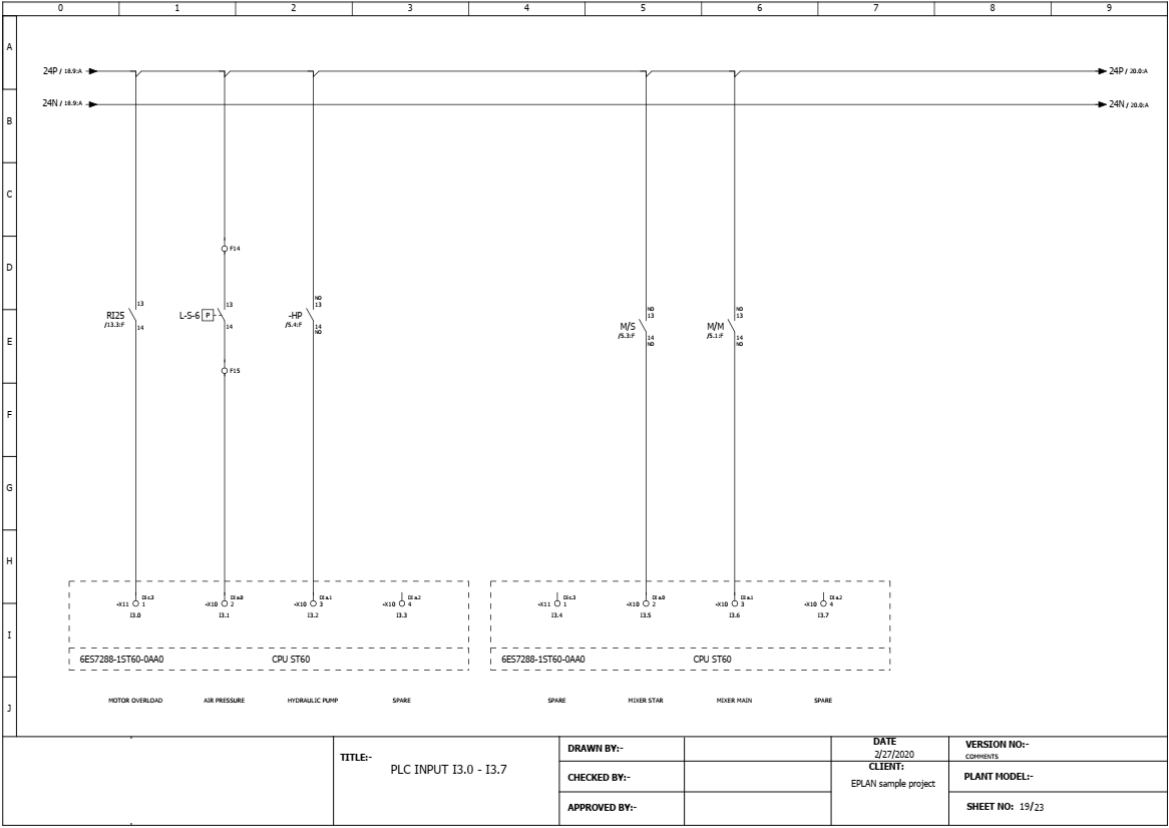 0 1 2 3 4 5 6 7 8 9
A
24P / 18.9:A 24P / 20.0:A
24N / 18.9:A 24N / 20.0:A
B
C
D
F14
RI25 13
/13.3:F 14
L-S-6 P 13
14
-HP NO
/5.4:F 13
14
NO
M/S NO
/5.3:F 13
14
NO
M/M NO
/5.1:F 13
14
NO
E
F15
F
G
H
-X11 1
I3.0
-X10 2
I3.1
-X10 3
I3.2
-X10 4
I3.3
-X11 1
I3.4
-X10 2
I3.5
-X10 3
I3.6
-X10 4
I3.7
I
6ES7288-1ST60-0AA0 CPU ST60 6ES7288-1ST60-0AA0 CPU ST60
J
MOTOR OVERLOAD AIR PRESSURE HYDRAULIC PUMP SPARE SPARE MIXER STAR MIXER MAIN SPARE
TITLE:-
PLC INPUT I3.0 - I3.7
DRAWN BY:-
CHECKED BY:-
APPROVED BY:-
DATE
2/27/2020
CLIENT:
EPLAN sample project
VERSION NO:-
COMMENTS
PLANT MODEL:-
SHEET NO: 19/23